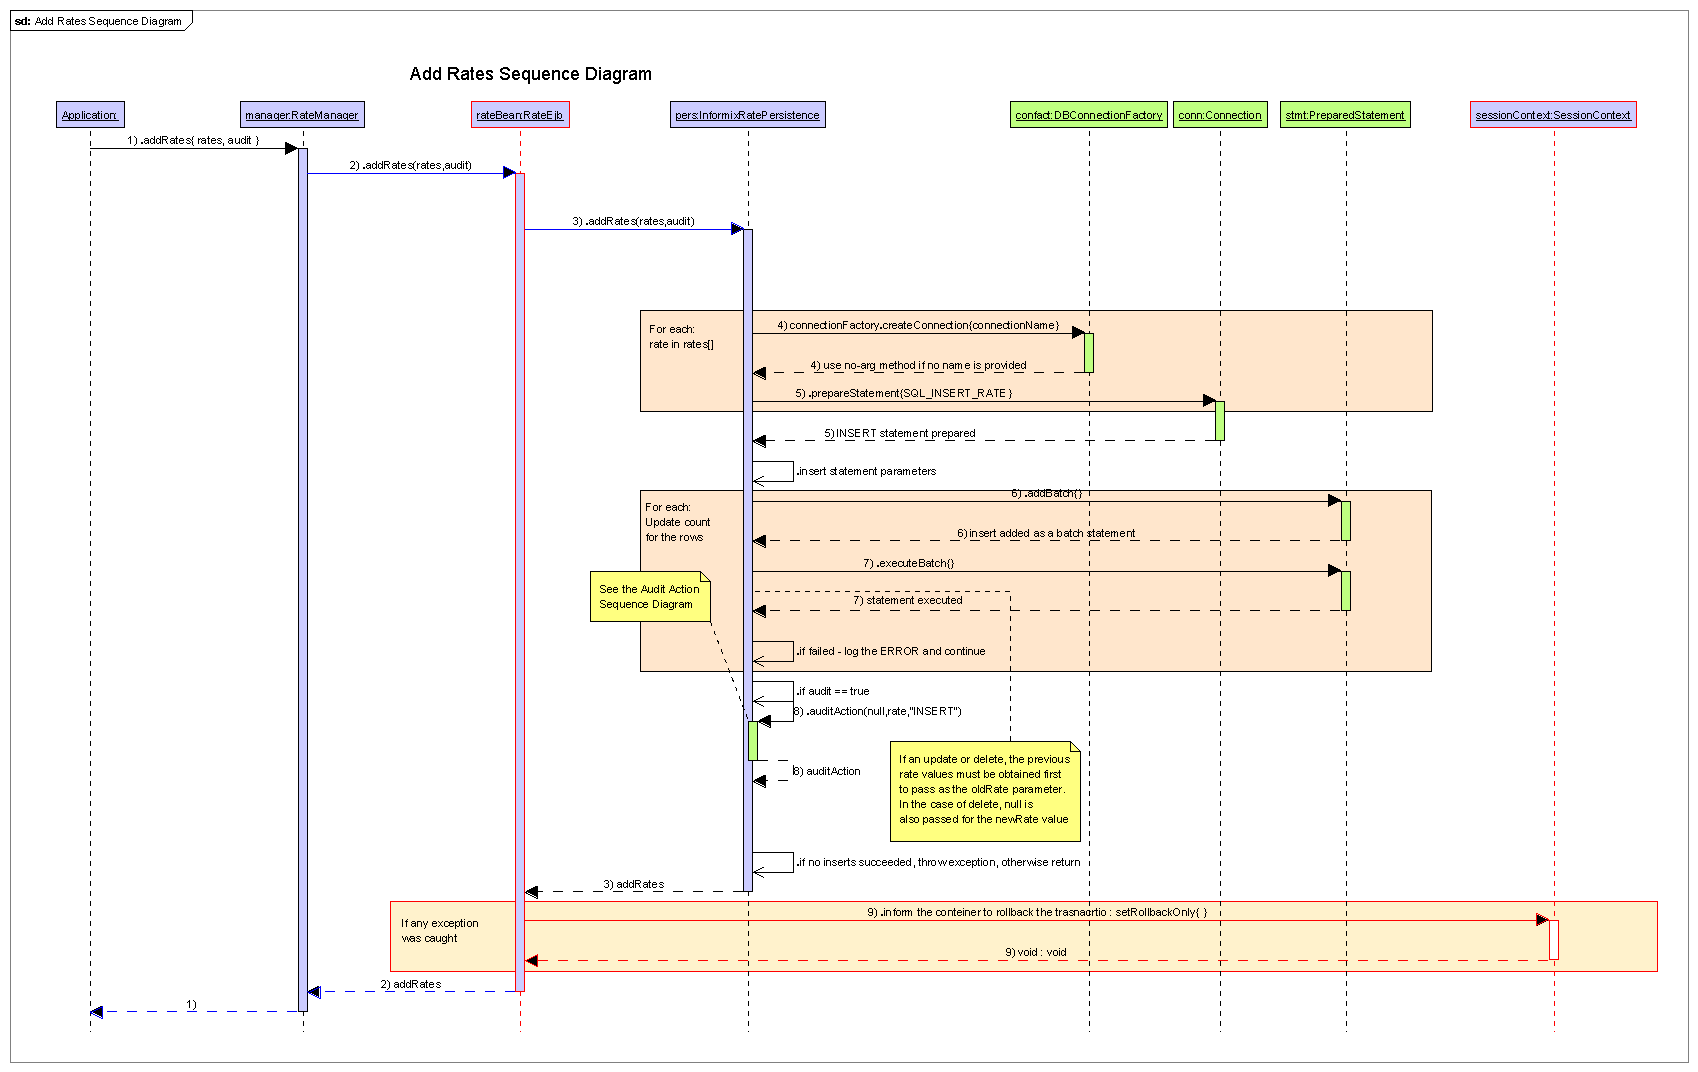 sd: Add Rates Sequence Diagram
Add Rates Sequence Diagram
Application:
manager:RateManager
rateBean:RateEjb
pers:InformixRatePersistence
confact:DBConnectionFactory
conn:Connection
stmt:PreparedStatement
sessionContext:SessionContext
1) .addRates( rates, audit )
2) .addRates(rates,audit)
3) .addRates(rates,audit)
For each:
rate in rates[]
4) connectionFactory.createConnection(connectionName)
4) use no-arg method if no name is provided
5) .prepareStatement(SQL_INSERT_RATE )
5) INSERT statement prepared
.insert statement parameters
For each:
Update count
for the rows
6) .addBatch()
6) insert added as a batch statement
7) .executeBatch()
See the Audit Action
Sequence Diagram
7) statement executed
.if failed - log the ERROR and continue
.if audit == true
8) .auditAction(null,rate,"INSERT")
8) auditAction
If an update or delete, the previous
rate values must be obtained first
to pass as the oldRate parameter.
In the case of delete, null is
also passed for the newRate value
.if no inserts succeeded, throw exception, otherwise return
3) addRates
If any exception
was caught
9) .inform the conteiner to rollback the trasnacrtio : setRollbackOnly( )
9) void : void
2) addRates
1)